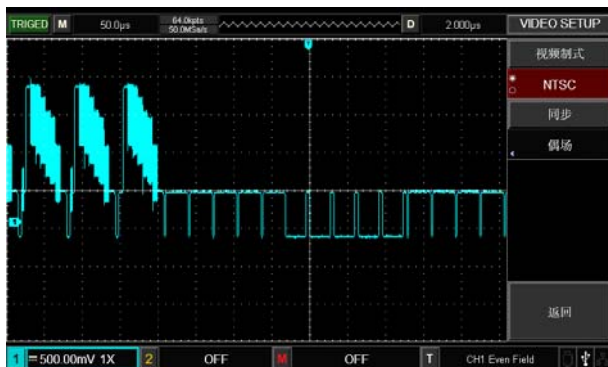 TRIGED M 50.0μs 64.0kpts D 2.000μs VIDEO SETUP
50.0MSa/s
视频制式
NTSC
同步
偶场
1
返回
1 500.00mV 1X 2 OFF M OFF T CH1 Even Field